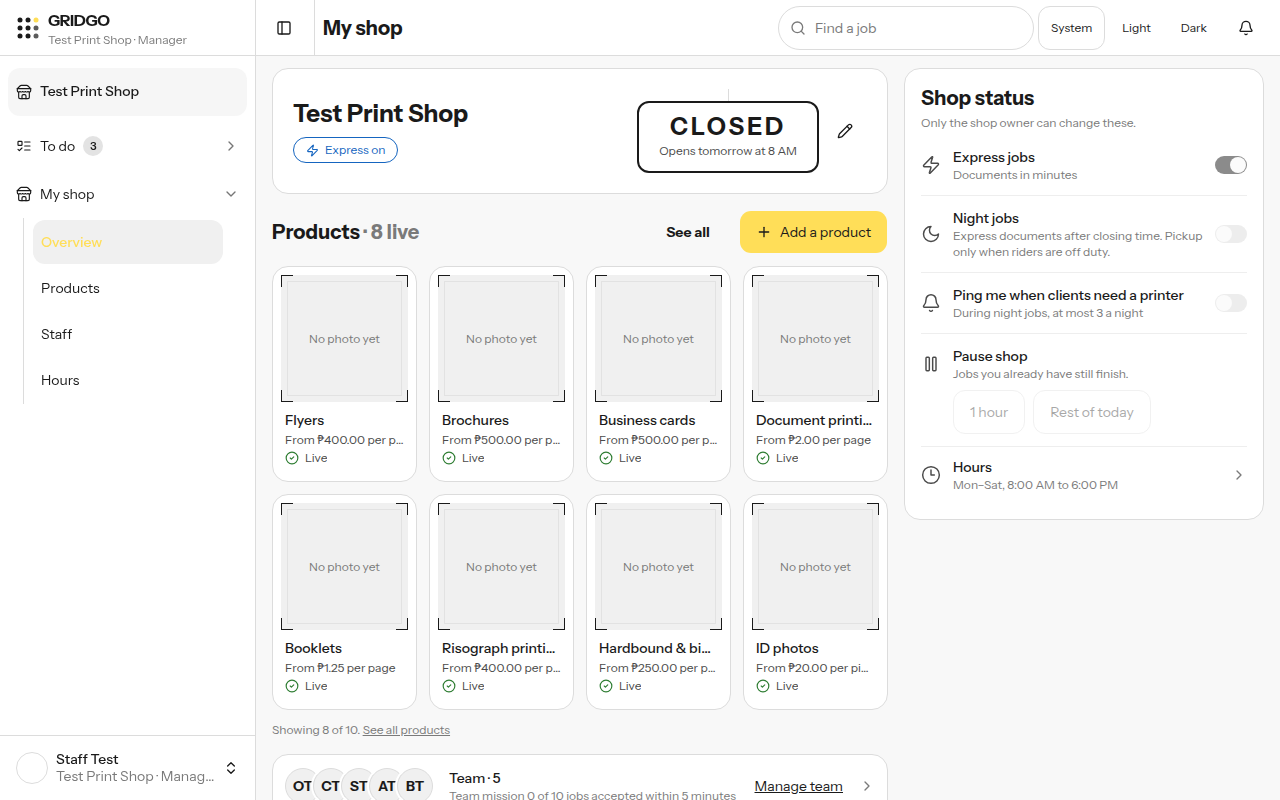 GRIDGO
Test Print Shop · Manager
My shop
Find a job
System
Light
Dark
Test Print Shop
To do 3
My shop
Overview
Products
Staff
Hours
Staff Test
Test Print Shop · Manag...
Test Print Shop
Express on
CLOSED
Opens tomorrow at 8 AM
Products · 8 live
See all
Add a product
No photo yet
Flyers
From ₱400.00 per p...
Live
No photo yet
Brochures
From ₱500.00 per p...
Live
No photo yet
Business cards
From ₱500.00 per p...
Live
No photo yet
Document printi...
From ₱2.00 per page
Live
No photo yet
Booklets
From ₱1.25 per page
Live
No photo yet
Risograph printi...
From ₱400.00 per p...
Live
No photo yet
Hardbound & bi...
From ₱250.00 per p...
Live
No photo yet
ID photos
From ₱20.00 per pi...
Live
Showing 8 of 10. See all products
OT CT ST AT BT
Team · 5
Team mission 0 of 10 jobs accepted within 5 minutes
Manage team
Shop status
Only the shop owner can change these.
Express jobs
Documents in minutes
Night jobs
Express documents after closing time. Pickup
only when riders are off duty.
Ping me when clients need a printer
During night jobs, at most 3 a night
Pause shop
Jobs you already have still finish.
1 hour
Rest of today
Hours
Mon–Sat, 8:00 AM to 6:00 PM